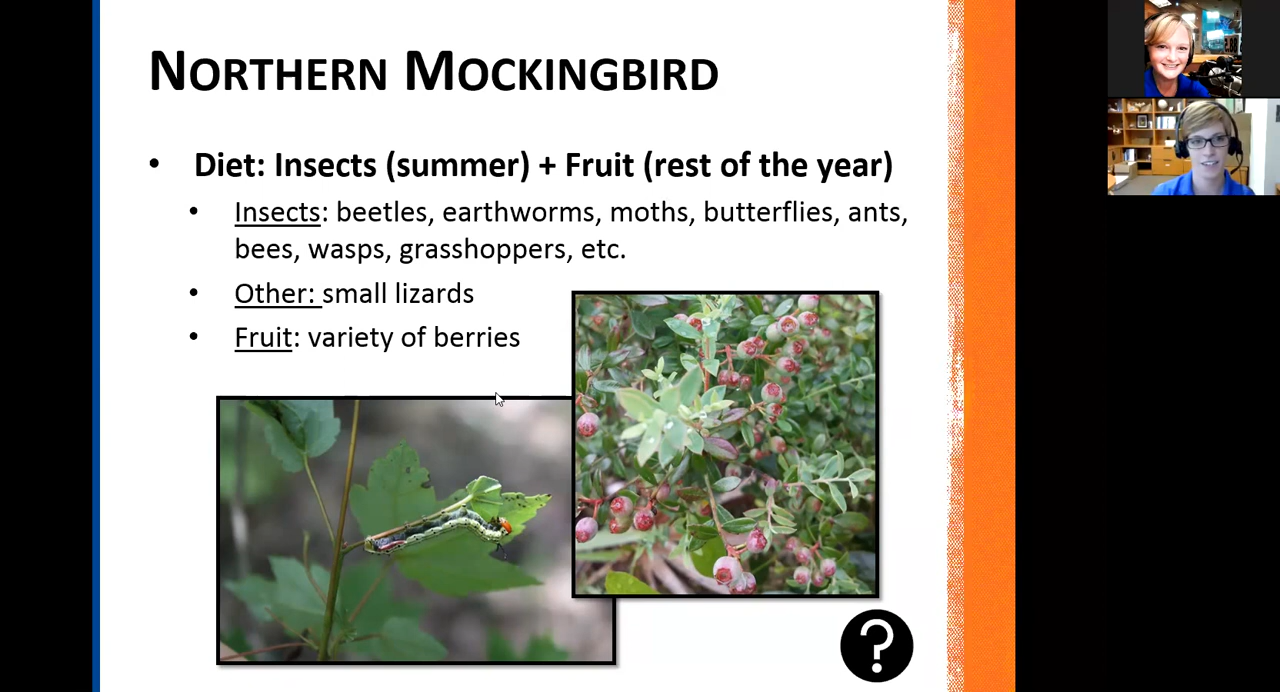 NORTHERN MOCKINGBIRD
• Diet: Insects (summer) + Fruit (rest of the year)
• Insects: beetles, earthworms, moths, butterflies, ants,
bees, wasps, grasshoppers, etc.
• Other: small lizards
• Fruit: variety of berries
?